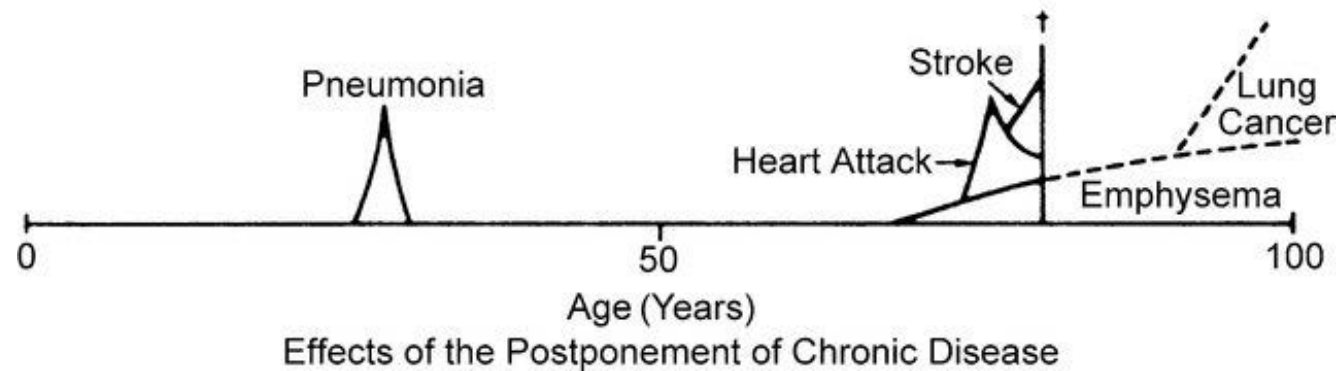 †
Stroke
Pneumonia
Lung
Cancer
Heart Attack
Emphysema
0
50
100
Age (Years)
Effects of the Postponement of Chronic Disease